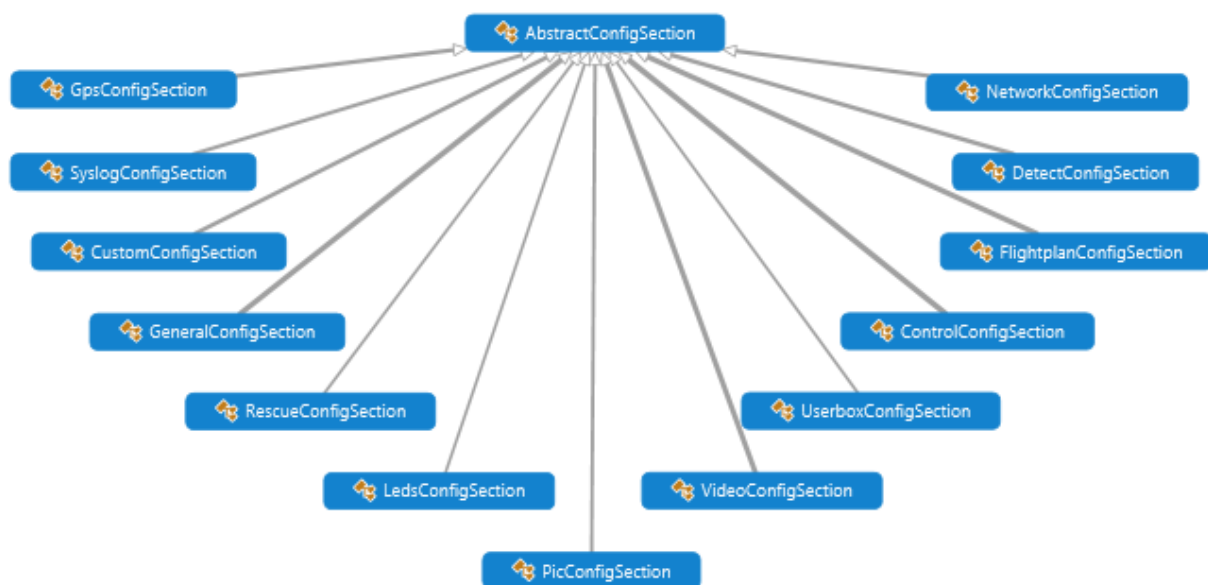 AbstractConfigSection
GpsConfigSection
NetworkConfigSection
SyslogConfigSection
DetectConfigSection
CustomConfigSection
FlightplanConfigSection
GeneralConfigSection
ControlConfigSection
RescueConfigSection
UserboxConfigSection
LedsConfigSection
VideoConfigSection
PicConfigSection